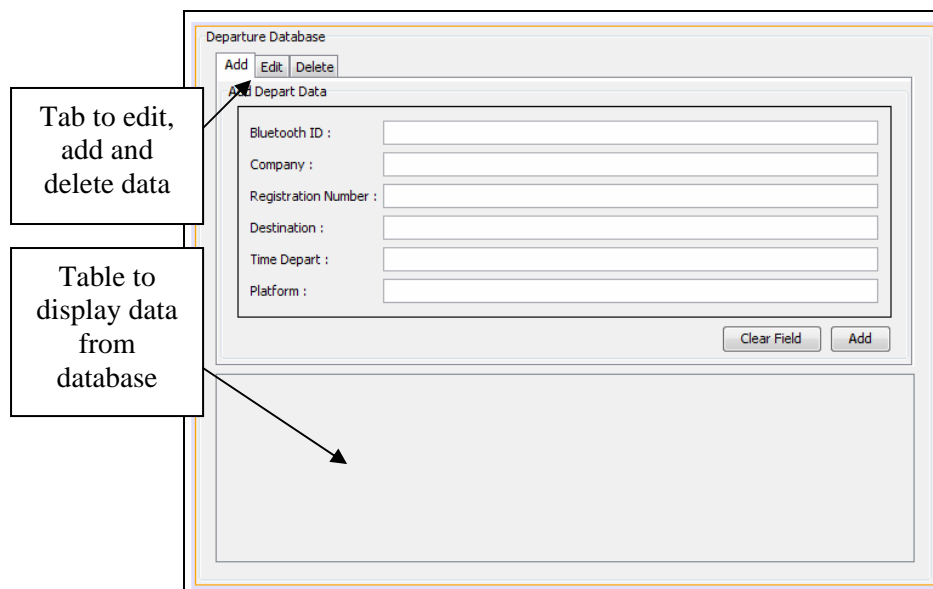 Departure Database
Add Edit Delete
Add Depart Data
Tab to edit,
add and
delete data
Bluetooth ID :
Company :
Registration Number :
Destination :
Time Depart :
Platform :
Clear Field Add
Table to
display data
from
database